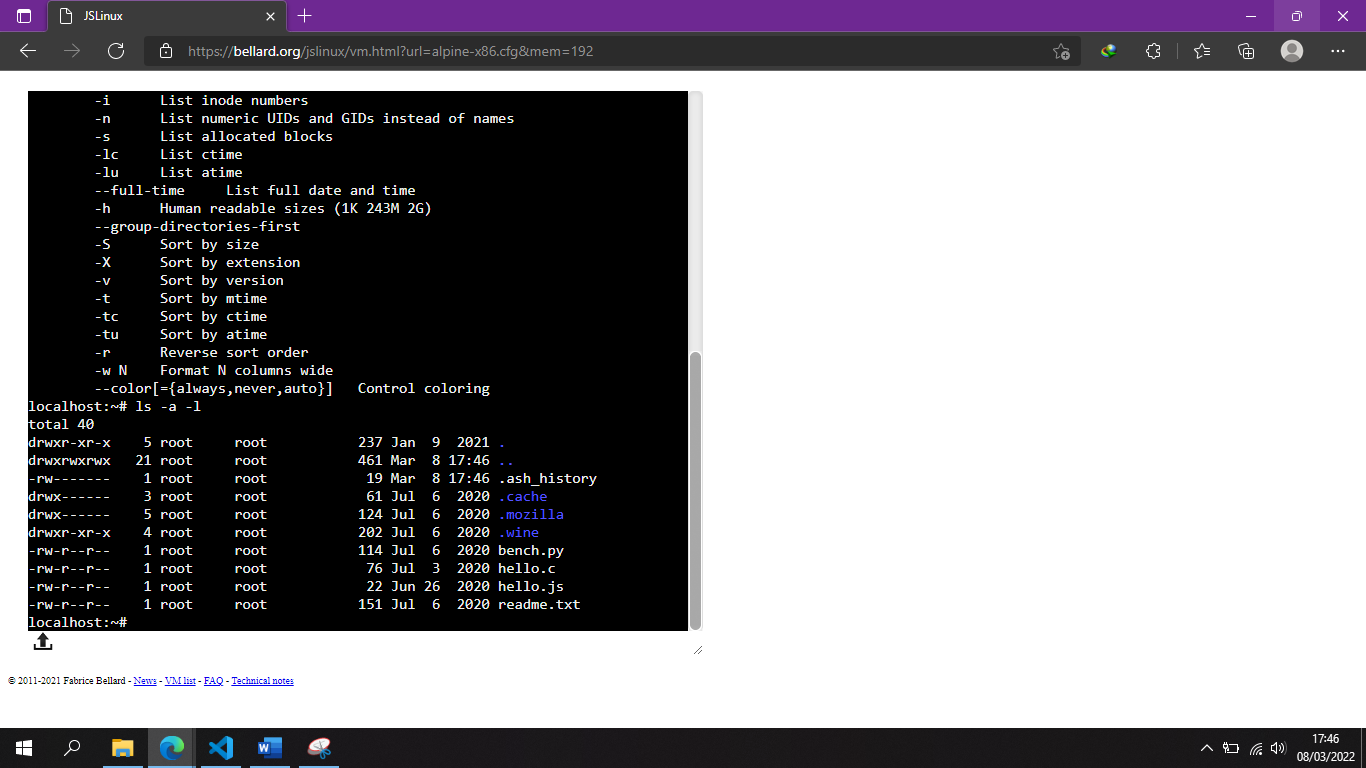 JSLinux
https://bellard.org/jslinux/vm.html?url=alpine-x86.cfg&mem=192
-i      List inode numbers
-n      List numeric UIDs and GIDs instead of names
-s      List allocated blocks
-lc     List ctime
-lu     List atime
--full-time     List full date and time
-h      Human readable sizes (1K 243M 2G)
--group-directories-first
-S      Sort by size
-X      Sort by extension
-v      Sort by version
-t      Sort by mtime
-tc     Sort by ctime
-tu     Sort by atime
-r      Reverse sort order
-w N    Format N columns wide
--color[={always,never,auto}]   Control coloring
localhost:~# ls -a -l
total 40
drwxr-xr-x    5 root     root           237 Jan  9  2021 .
drwxrwxrwx   21 root     root           461 Mar  8 17:46 ..
-rw-------    1 root     root            19 Mar  8 17:46 .ash_history
drwx------    3 root     root            61 Jul  6  2020 .cache
drwx------    5 root     root           124 Jul  6  2020 .mozilla
drwxr-xr-x    4 root     root           202 Jul  6  2020 .wine
-rw-r--r--    1 root     root           114 Jul  6  2020 bench.py
-rw-r--r--    1 root     root            76 Jul  3  2020 hello.c
-rw-r--r--    1 root     root            22 Jun 26  2020 hello.js
-rw-r--r--    1 root     root           151 Jul  6  2020 readme.txt
localhost:~#
© 2011-2021 Fabrice Bellard - News - VM list - FAQ - Technical notes
17:46
08/03/2022